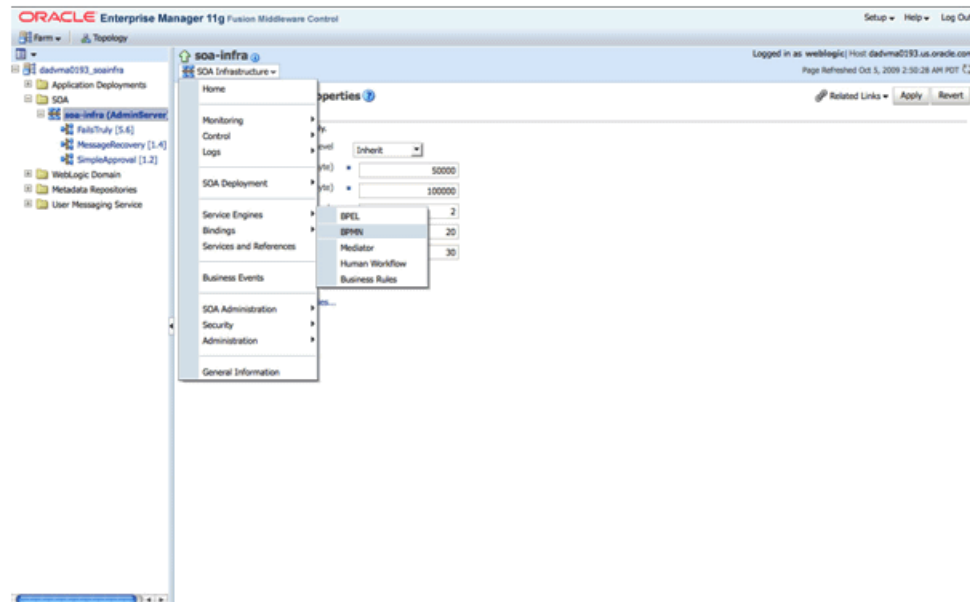 ORACLE Enterprise Manager 11g Fusion Middleware Control
Setup Help Log Out
Farm Topology
dadvma0193_soainfra
Application Deployments
SOA
soa-infra (AdminServer)
FailsTruly [5.6]
MessageRecovery [1.4]
SimpleApproval [1.2]
WebLogic Domain
Metadata Repositories
User Messaging Service
soa-infra
Logged in as weblogic| Host dadvma0193.us.oracle.com
SOA Infrastructure
Page Refreshed Oct 5, 2009 2:50:28 AM PDT
operties
Related Links Apply Revert
Home
Monitoring
Control
Logs
SOA Deployment
Service Engines
Bindings
Services and References
Business Events
SOA Administration
Security
Administration
General Information
BPEL
BPMN
Mediator
Human Workflow
Business Rules
ly.
evel Inherit
yte) 50000
yte) 100000
2
20
30
es...